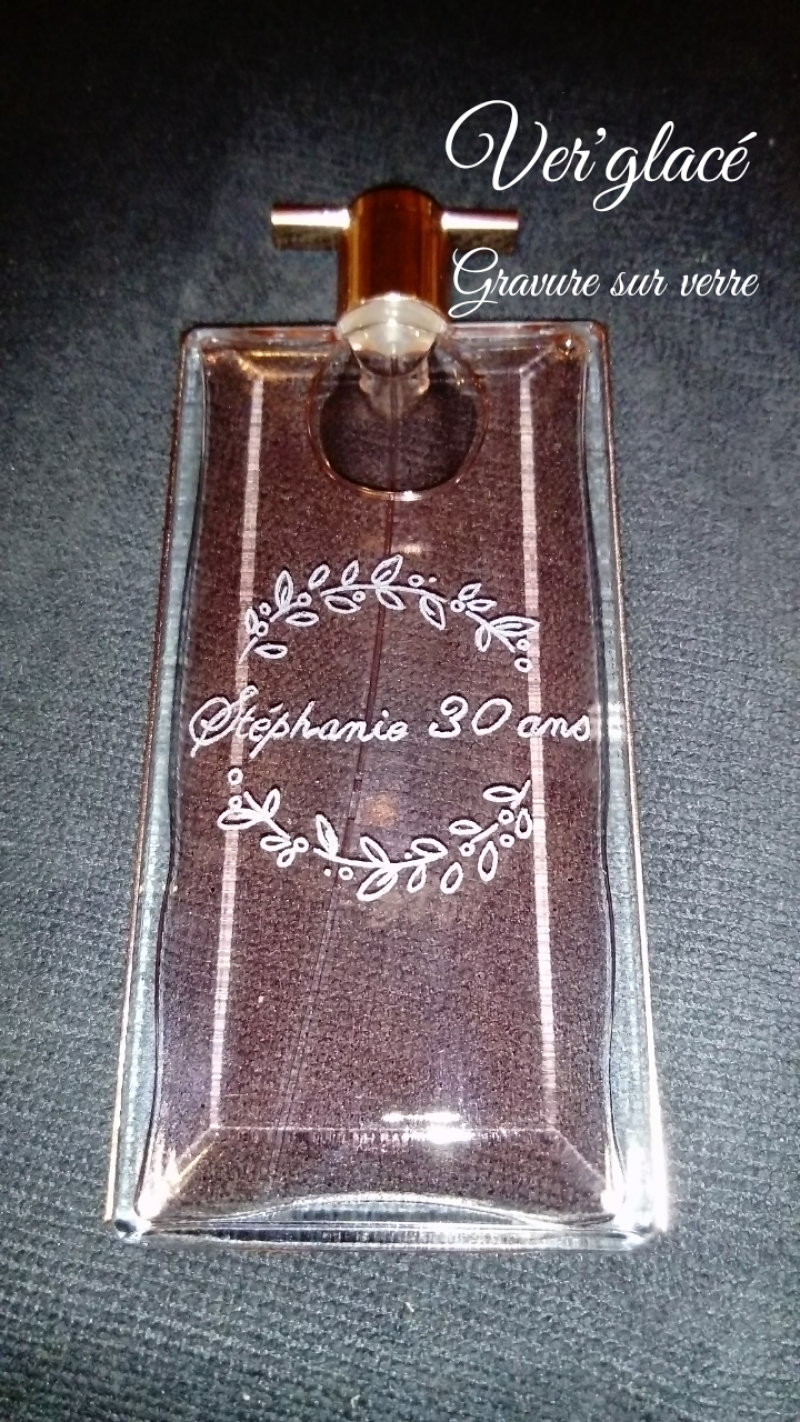 Ver'glacé
Gravure sur verre
Stéphanie 30 ans